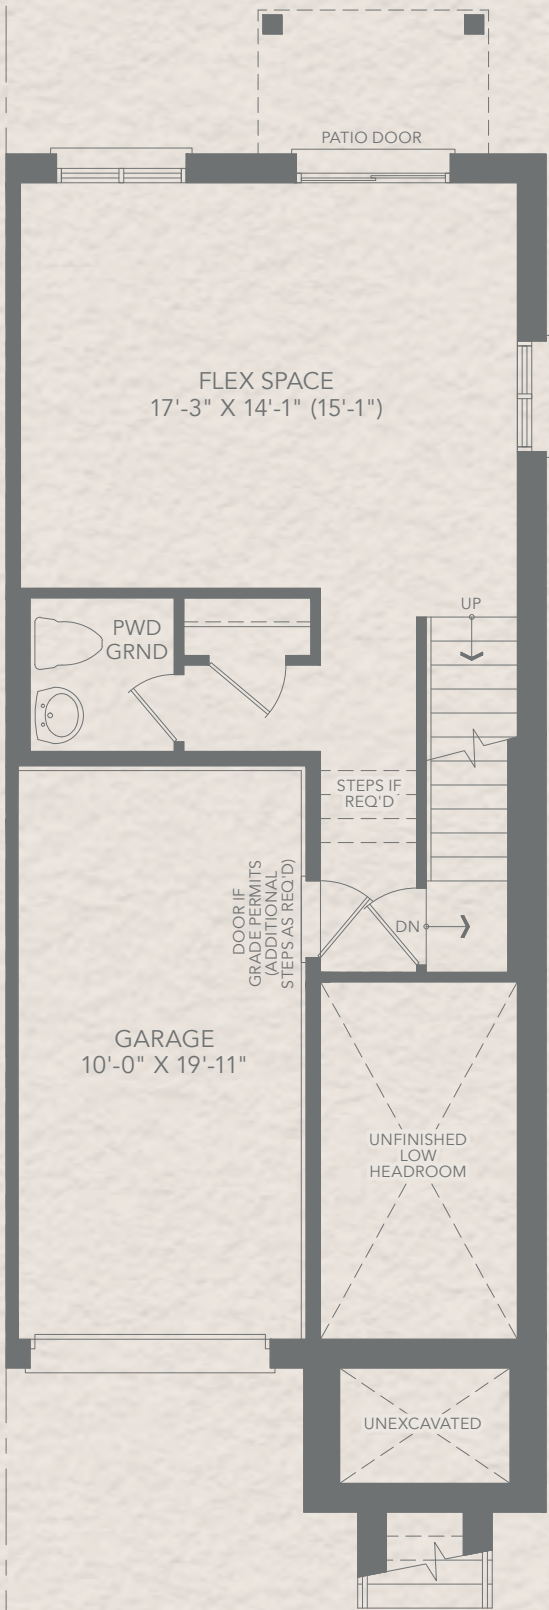 PATIO DOOR
FLEX SPACE
17'-3" X 14'-1" (15'-1")
UP
PWD
GRND
STEPS IF
REQ'D
DOOR IF
GRADE PERMITS
(ADDITIONAL
STEPS AS REQ'D)
DN
GARAGE
10'-0" X 19'-11"
UNFINISHED
LOW
HEADROOM
UNEXCAVATED